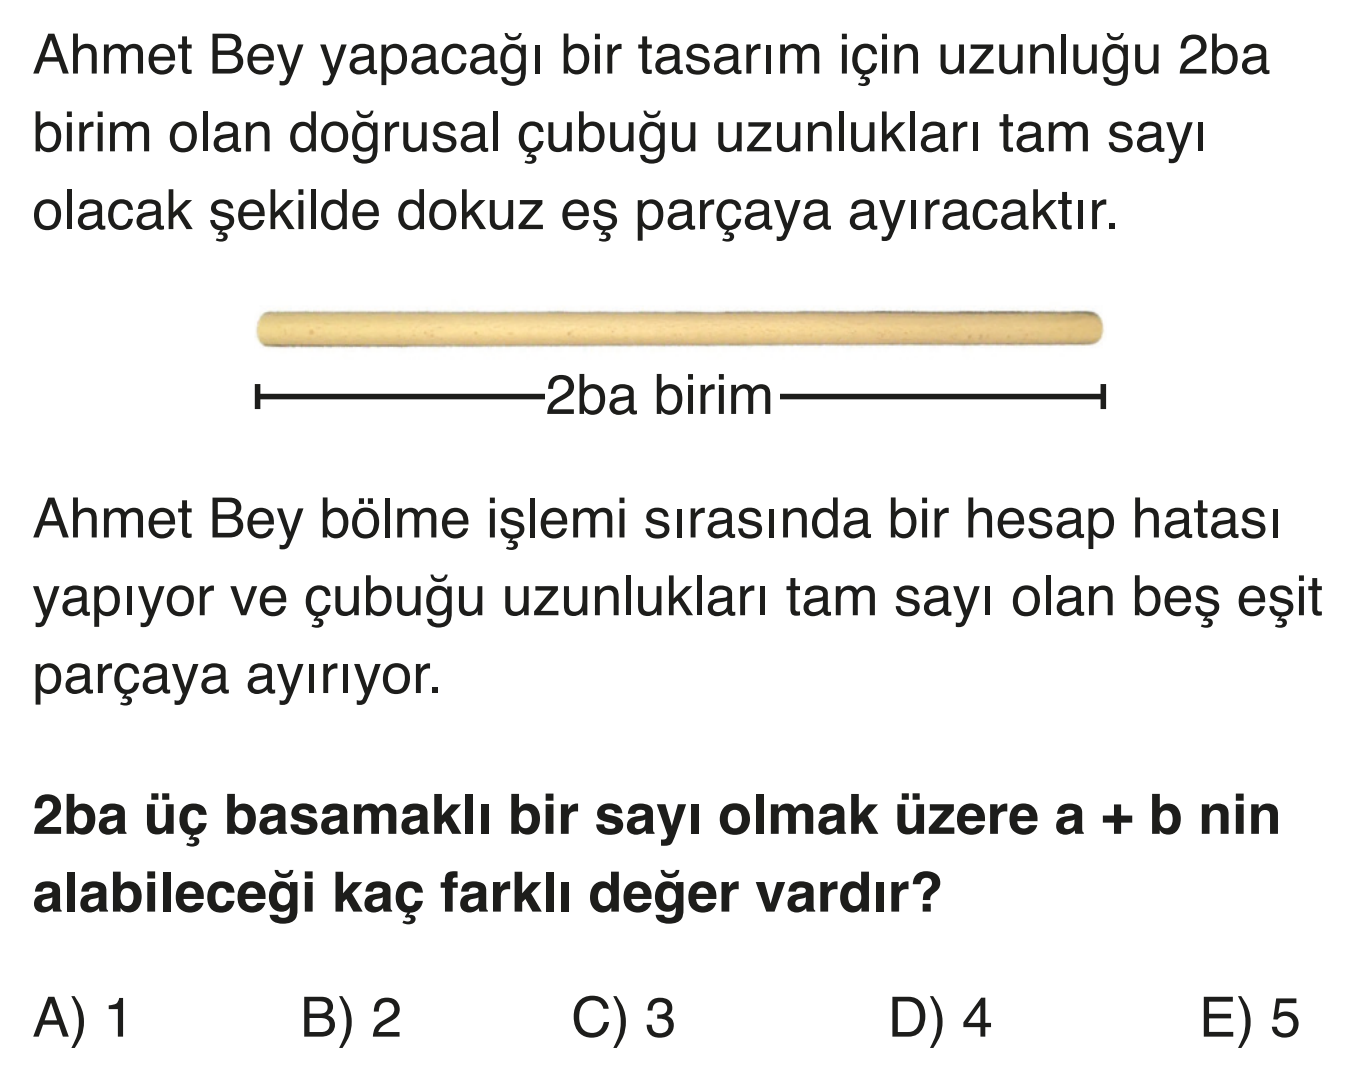 Ahmet Bey yapacağı bir tasarım için uzunluğu 2ba
birim olan doğrusal çubuğu uzunlukları tam sayı
olacak şekilde dokuz eş parçaya ayıracaktır.
2ba birim
Ahmet Bey bölme işlemi sırasında bir hesap hatası
yapıyor ve çubuğu uzunlukları tam sayı olan beş eşit
parçaya ayırıyor.
2ba üç basamaklı bir sayı olmak üzere a + b nin
alabileceği kaç farklı değer vardır?
A) 1 B) 2 C) 3 D) 4 E) 5